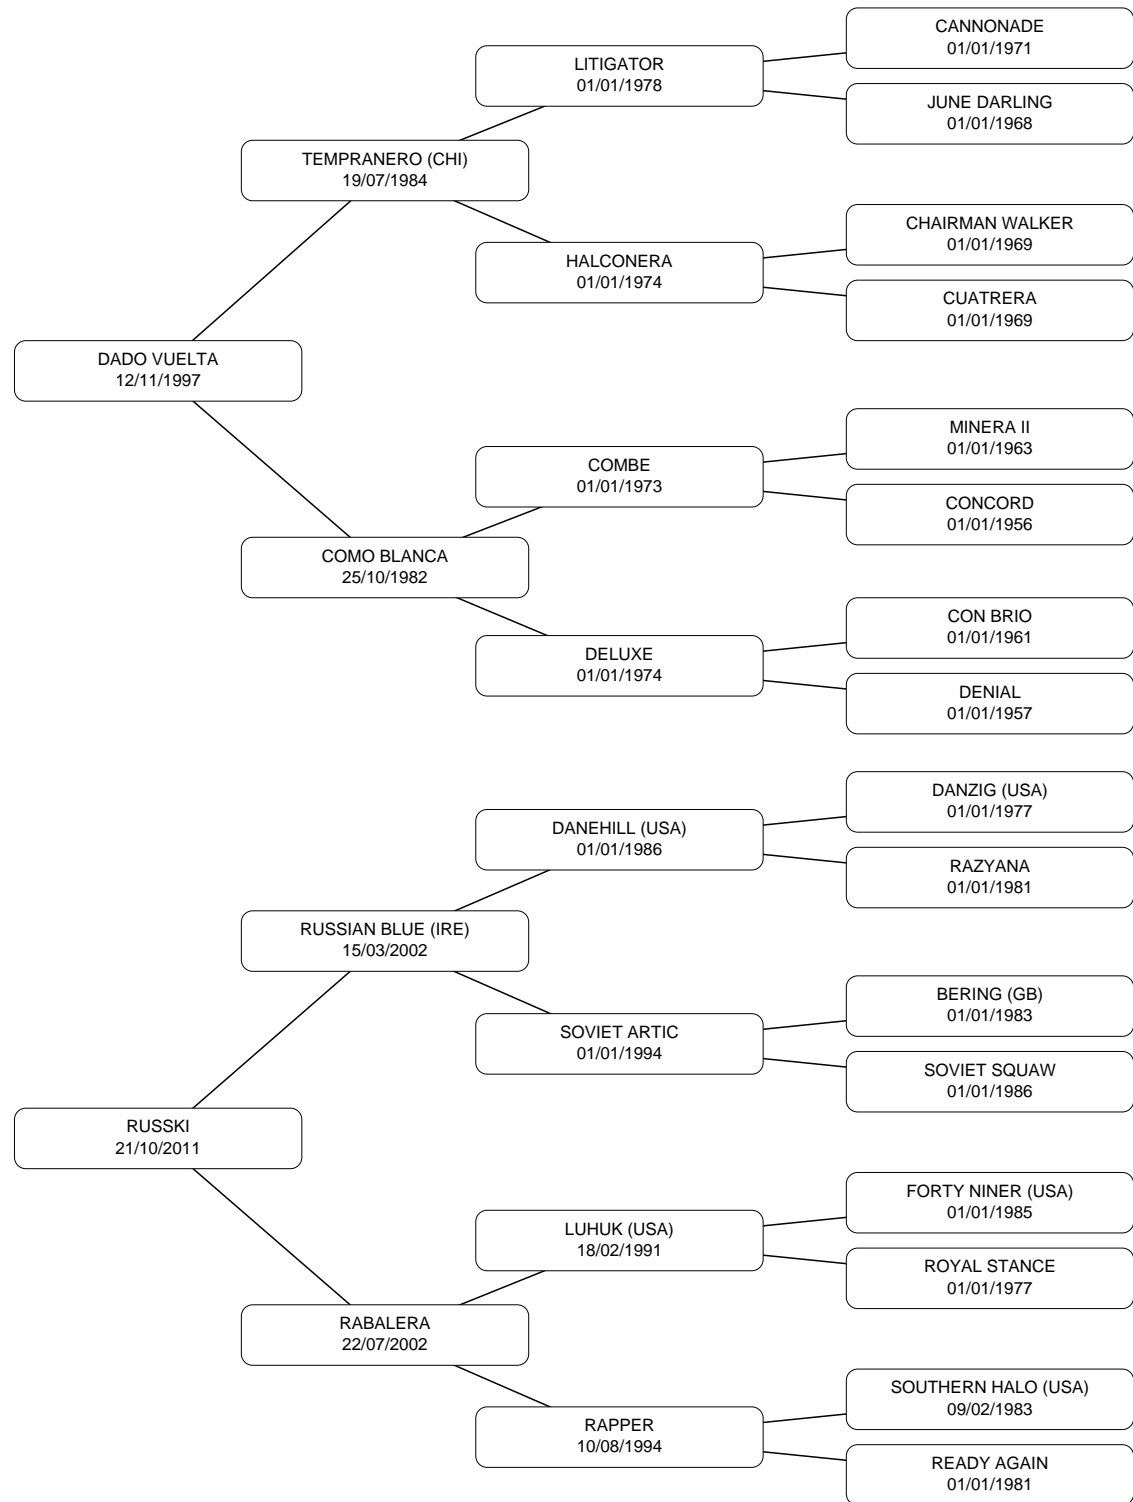 CANNONADE
01/01/1971
LITIGATOR
01/01/1978
JUNE DARLING
01/01/1968
TEMPRANERO (CHI)
19/07/1984
CHAIRMAN WALKER
01/01/1969
HALCONERA
01/01/1974
CUATRERA
01/01/1969
DADO VUELTA
12/11/1997
MINERA II
01/01/1963
COMBE
01/01/1973
CONCORD
01/01/1956
COMO BLANCA
25/10/1982
CON BRIO
01/01/1961
DELUXE
01/01/1974
DENIAL
01/01/1957
DANZIG (USA)
01/01/1977
DANEHILL (USA)
01/01/1986
RAZYANA
01/01/1981
RUSSIAN BLUE (IRE)
15/03/2002
BERING (GB)
01/01/1983
SOVIET ARTIC
01/01/1994
SOVIET SQUAW
01/01/1986
RUSSKI
21/10/2011
FORTY NINER (USA)
01/01/1985
LUHUK (USA)
18/02/1991
ROYAL STANCE
01/01/1977
RABALERA
22/07/2002
SOUTHERN HALO (USA)
09/02/1983
RAPPER
10/08/1994
READY AGAIN
01/01/1981